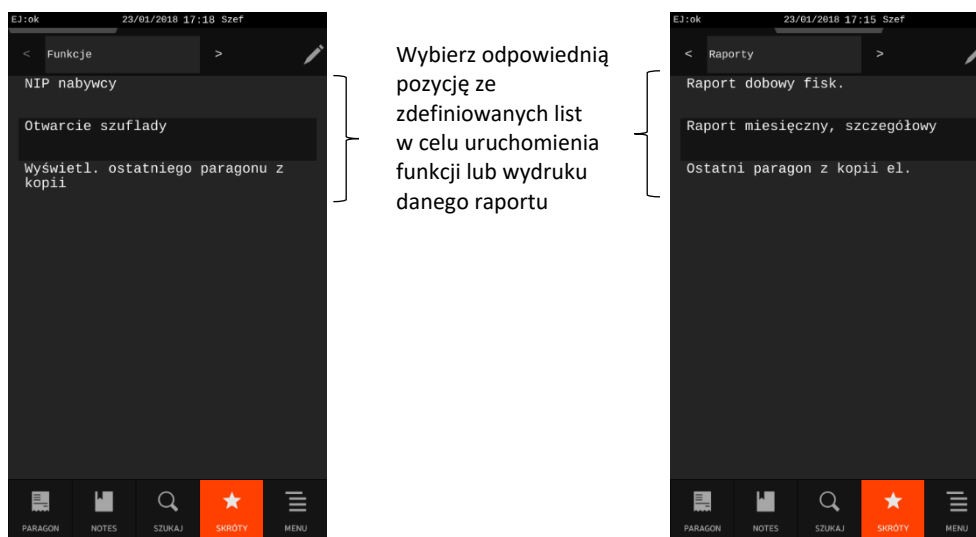 EJ:ok 23/01/2018 17:18 Szef
< Funkcje >
NIP nabywcy
Otwarcie szuflady
Wyświetl. ostatniego paragonu z
kopii
PARAGON NOTES SZUKAJ SKRÓTY MENU
Wybierz odpowiednią
pozycję ze
zdefiniowanych list
w celu uruchomienia
funkcji lub wydruku
danego raportu
EJ:ok 23/01/2018 17:15 Szef
< Raporty >
Raport dobowy fisk.
Raport miesięczny, szczegółowy
Ostatni paragon z kopii el.
PARAGON NOTES SZUKAJ SKRÓTY MENU